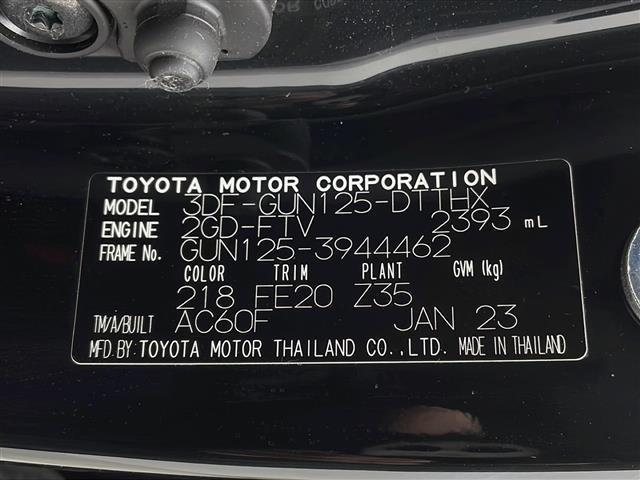 TOYOTA MOTOR CORPORATION
MODEL 3DF-GUN125-DTTHX
ENGINE 2GD-FTV 2393 mL
FRAME No. GUN125-3944462
COLOR TRIM PLANT GVM (kg)
218 FE20 Z35
TM/A/BUILT AC60F JAN 23
MFD.BY:TOYOTA MOTOR THAILAND CO.,LTD. MADE IN THAILAND